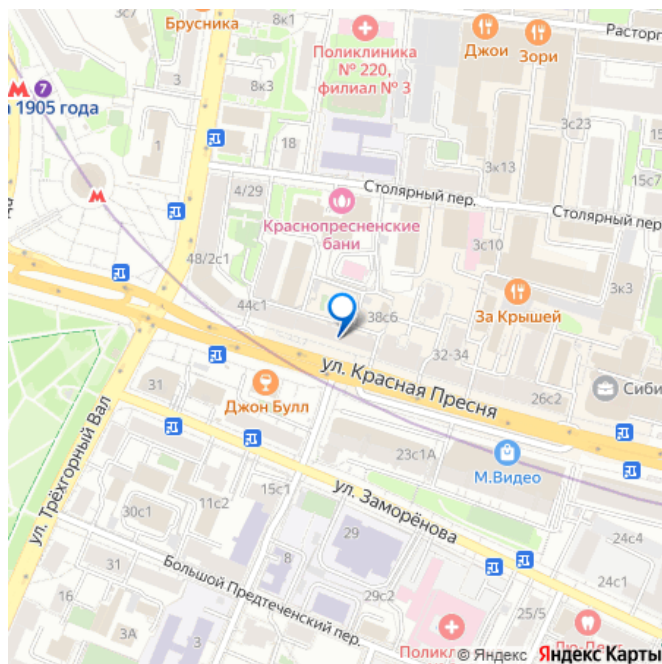 Брусника
8к1
Поликлиника
№ 220,
филиал № 3
Джои
Зори
Расторг
3
8к3
7
1905 года
1
18
3с23
3к13
15с7
4/29
Столярный пер.
Столярный пер.
Краснопресненские
бани
3с10
48/2с1
За Крышей
3к3
44с1
38с6
32-34
ул. Красная Пресня
26с2
Сиби
31
Джон Булл
ул. Трёхгорный Вал
23с1А
М.Видео
ул. Заморёнова
15с1
11с2
30с1
29
24с4
31
8
Большой Предтеченский пер.
16
29с2
24с1
25/5
3А
3
Поликл
© Яндекс Яндекс Карты